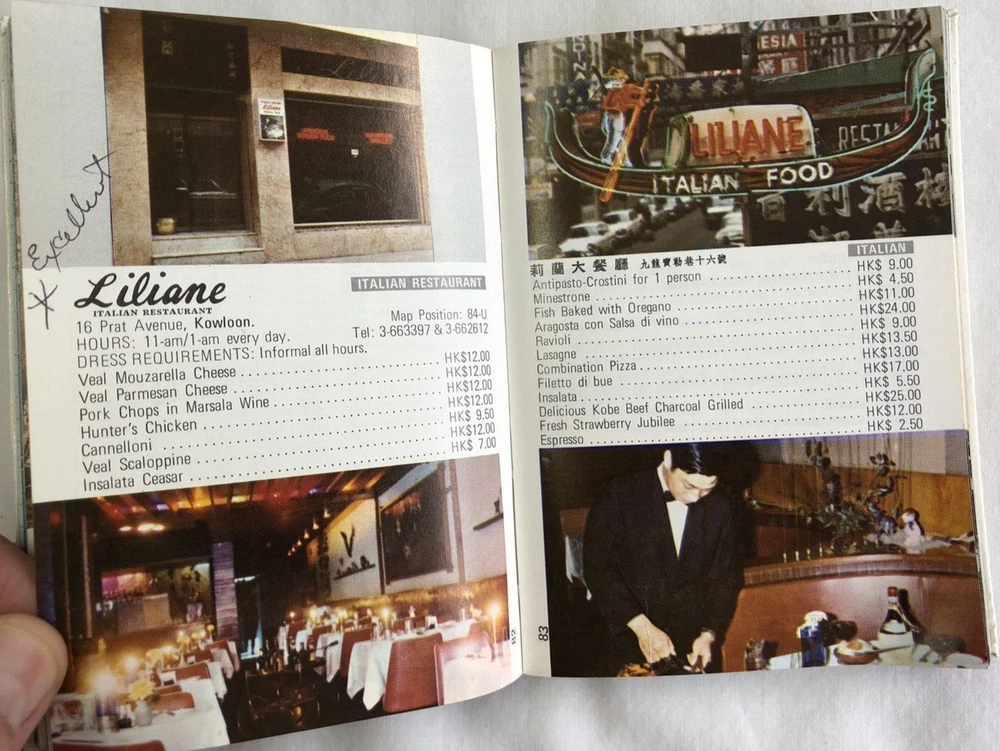 Excellent
Liliane
ITALIAN RESTAURANT
ITALIAN RESTAURANT
16 Prat Avenue, Kowloon. Map Position: 84-U
HOURS: 11-am/1-am every day. Tel: 3-663397 & 3-662612
DRESS REQUIREMENTS: Informal all hours.
Veal Mouzarella Cheese HK$12.00
Veal Parmesan Cheese HK$12.00
Pork Chops in Marsala Wine HK$12.00
Hunter's Chicken HK$12.00
Cannelloni HK$ 9.50
Veal Scaloppine HK$12.00
Insalata Ceasar HK$ 7.00
82
ESIA
LILIANE
RESTA
ITALIAN FOOD
百利酒樓
ITALIAN
莉蘭大餐廳 九龍寶勒巷十六號
Antipasto-Crostini for 1 person HK$ 9.00
Minestrone HK$ 4.50
Fish Baked with Oregano HK$11.00
Aragosta con Salsa di vino HK$24.00
Ravioli HK$ 9.00
Lasagne HK$13.50
Combination Pizza HK$13.00
Filetto di bue HK$17.00
Insalata HK$ 5.50
Delicious Kobe Beef Charcoal Grilled HK$25.00
Fresh Strawberry Jubilee HK$12.00
Espresso HK$ 2.50
83